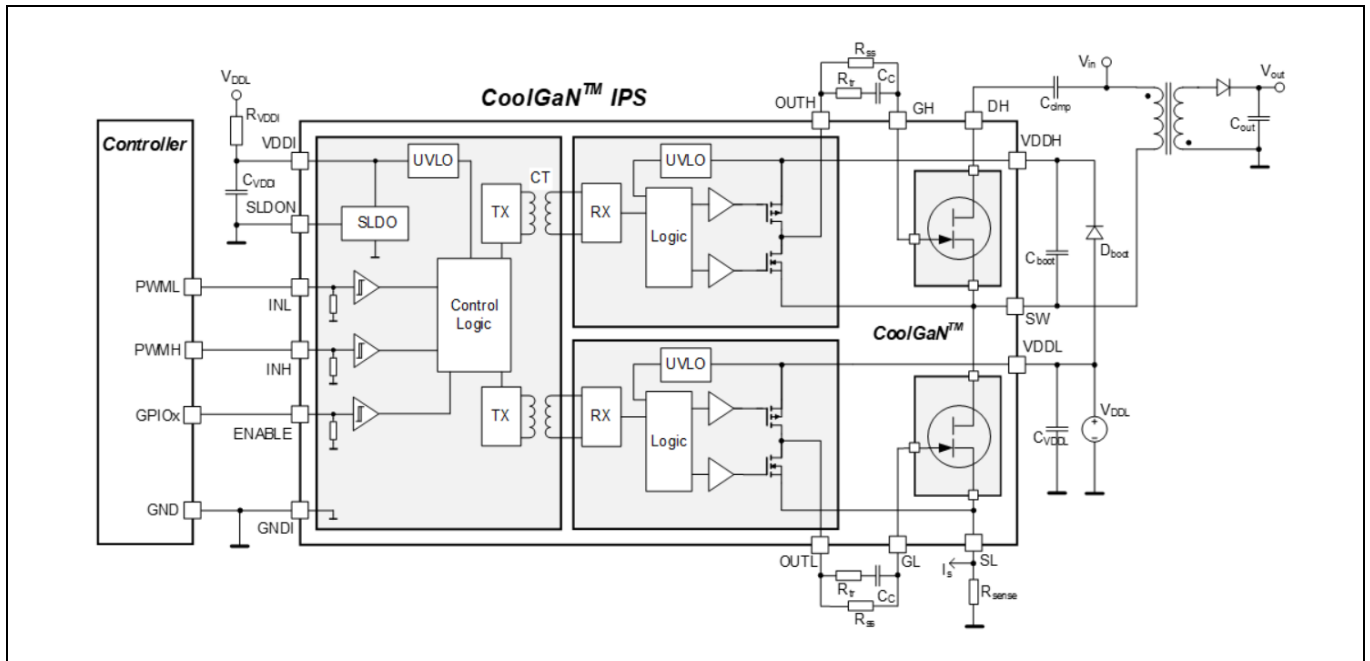 CoolGaN™ IPS
Controller
VDDL
RVDDI
VDDI
CVDDI
SLDON
PWML
INL
PWMH
INH
GPIOx
ENABLE
GND
GNDI
UVLO
SLDO
Control
Logic
TX
TX
CT
RX
UVLO
Logic
RX
UVLO
Logic
OUTH
Rss
Rtr
CC
GH
DH
Cclmp
Vin
Vout
Cout
VDDH
Cboot
Dboot
SW
CoolGaN™
VDDL
CVDDL
VDDL
OUTL
Rtr
CC
Rss
GL
Is
SL
Rsense